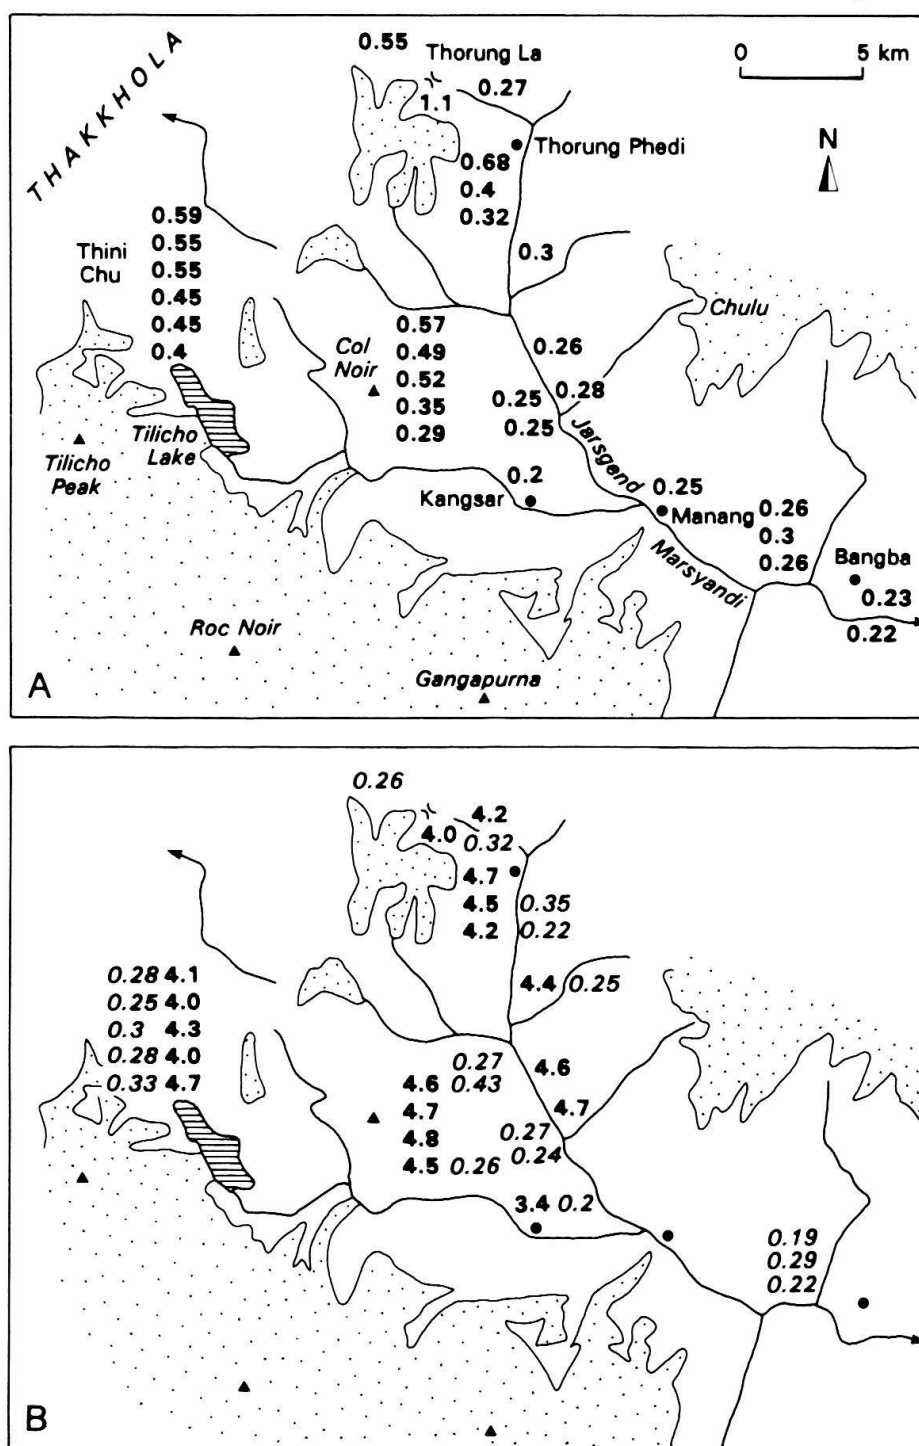 0.55
Thorung La
0 5 km
THAKKHOLA
0.27
1.1
N
Thorung Phedi
0.68
0.4
0.32
0.59
0.55
0.55
0.45
0.45
0.4
Thini
Chu
0.3
Chulu
0.57
0.49
0.52
0.35
0.29
Col
Noir
0.26
0.28
0.25
0.25
Jarsgend
Tilicho
Lake
Tilicho
Peak
0.2
Kangsar
0.25
Manang
0.26
0.3
0.26
Marsyandi
Bangba
0.23
0.22
Roc Noir
Gangapurna
A
0.26
4.2
4.0 0.32
4.7
4.5 0.35
4.2 0.22
0.28 4.1
0.25 4.0
0.3 4.3
0.28 4.0
0.33 4.7
4.4 0.25
0.27
4.6 0.43
4.7
4.8
4.5 0.26
4.6
4.7
0.27
0.24
3.4 0.2
0.19
0.29
0.22
B